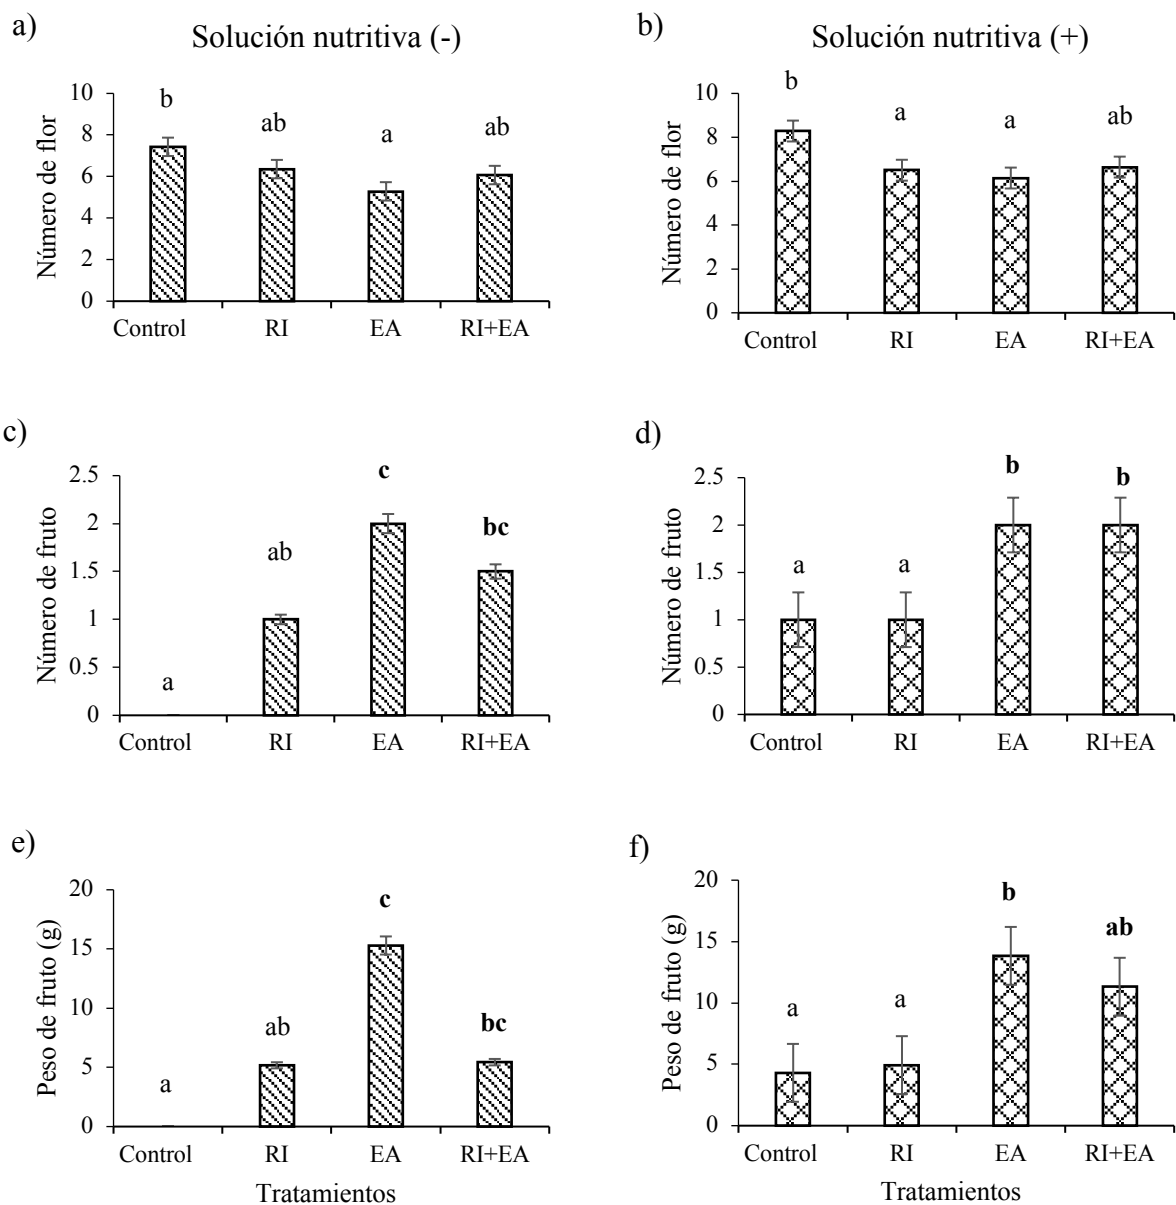 a)
Solución nutritiva (-)
Número de flor
10
8
6
4
2
0
b
ab
a
ab
Control
RI
EA
RI+EA
b)
Solución nutritiva (+)
Número de flor
10
8
6
4
2
0
b
a
a
ab
Control
RI
EA
RI+EA
c)
Número de fruto
2.5
2
1.5
1
0.5
0
a
ab
c
bc
Control
RI
EA
RI+EA
d)
Número de fruto
2.5
2
1.5
1
0.5
0
a
a
b
b
Control
RI
EA
RI+EA
e)
Peso de fruto (g)
20
15
10
5
0
a
ab
c
bc
Control
RI
EA
RI+EA
Tratamientos
f)
Peso de fruto (g)
20
15
10
5
0
a
a
b
ab
Control
RI
EA
RI+EA
Tratamientos